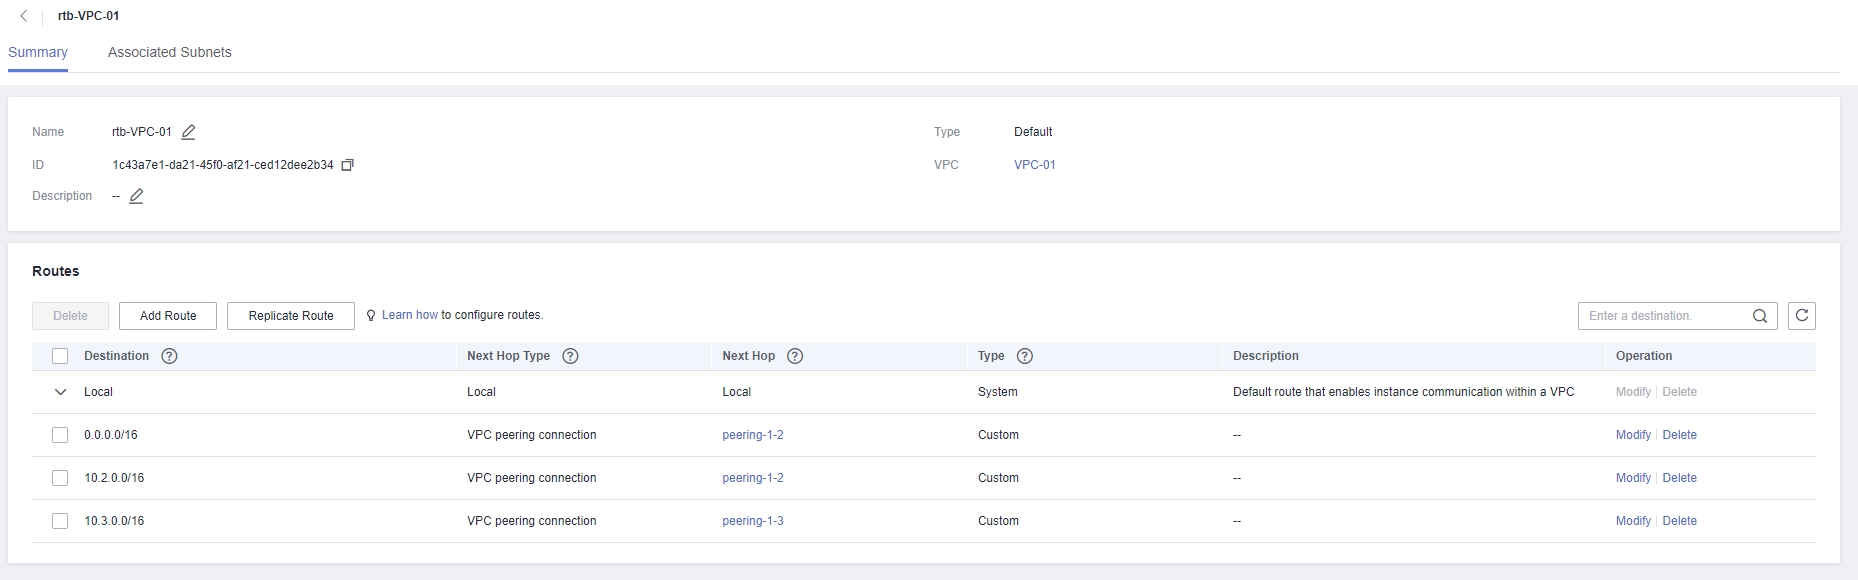 rtb-VPC-01
Summary Associated Subnets
Name rtb-VPC-01 Type Default
ID 1c43a7e1-da21-45f0-af21-ced12dee2b34 VPC VPC-01
Description --
Routes
Delete Add Route Replicate Route Learn how to configure routes. Enter a destination.
Destination ? Next Hop Type ? Next Hop ? Type ? Description Operation
Local Local Local System Default route that enables instance communication within a VPC Modify Delete
0.0.0.0/16 VPC peering connection peering-1-2 Custom -- Modify Delete
10.2.0.0/16 VPC peering connection peering-1-2 Custom -- Modify Delete
10.3.0.0/16 VPC peering connection peering-1-3 Custom -- Modify Delete